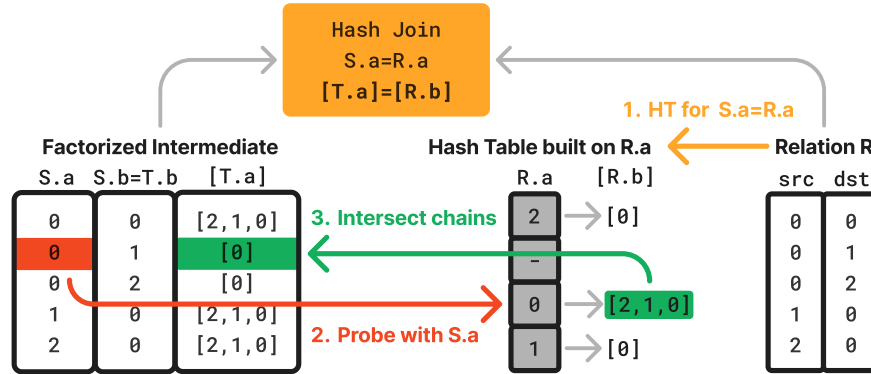 Hash Join
S.a=R.a
[T.a]=[R.b]
1. HT for S.a=R.a
Factorized Intermediate
Hash Table built on R.a
Relation R
S.a S.b=T.b [T.a]
R.a [R.b]
src dst
0 0 [2,1,0]
0 1 [0]
0 2 [0]
1 0 [2,1,0]
2 0 [2,1,0]
3. Intersect chains
2. Probe with S.a
2 [0]
-
0 [2,1,0]
1 [0]
0 0
0 1
0 2
1 0
2 0